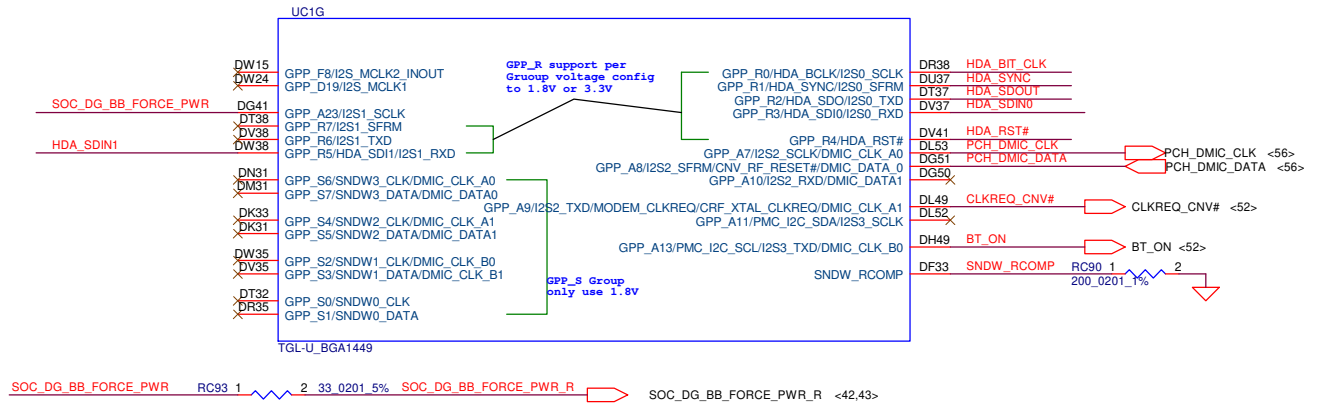 UC1G
DW15
GPP_F8/I2S_MCLK2_INOUT
DW24
GPP_D19/I2S_MCLK1
SOC_DG_BB_FORCE_PWR
DG41
GPP_A23/I2S1_SCLK
DT38
GPP_R7/I2S1_SFRM
DV38
GPP_R6/I2S1_TXD
HDA_SDIN1
DW38
GPP_R5/HDA_SDI1/I2S1_RXD
DN31
GPP_S6/SNDW3_CLK/DMIC_CLK_A0
DM31
GPP_S7/SNDW3_DATA/DMIC_DATA0
DK33
GPP_S4/SNDW2_CLK/DMIC_CLK_A1
DK31
GPP_S5/SNDW2_DATA/DMIC_DATA1
DW35
GPP_S2/SNDW1_CLK/DMIC_CLK_B0
DV35
GPP_S3/SNDW1_DATA/DMIC_CLK_B1
DT32
GPP_S0/SNDW0_CLK
DR35
GPP_S1/SNDW0_DATA
GPP_R support per
Gruoup voltage config
to 1.8V or 3.3V
GPP_S Group
only use 1.8V
GPP_R0/HDA_BCLK/I2S0_SCLK
DR38 HDA_BIT_CLK
GPP_R1/HDA_SYNC/I2S0_SFRM
DU37 HDA_SYNC
GPP_R2/HDA_SDO/I2S0_TXD
DT37 HDA_SDOUT
GPP_R3/HDA_SDI0/I2S0_RXD
DV37 HDA_SDIN0
GPP_R4/HDA_RST#
DV41 HDA_RST#
GPP_A7/I2S2_SCLK/DMIC_CLK_A0
DL53 PCH_DMIC_CLK
PCH_DMIC_CLK <56>
GPP_A8/I2S2_SFRM/CNV_RF_RESET#/DMIC_DATA_0
DG51 PCH_DMIC_DATA
PCH_DMIC_DATA <56>
GPP_A10/I2S2_RXD/DMIC_DATA1
DG50
GPP_A9/I2S2_TXD/MODEM_CLKREQ/CRF_XTAL_CLKREQ/DMIC_CLK_A1
DL49 CLKREQ_CNV#
CLKREQ_CNV# <52>
GPP_A11/PMC_I2C_SDA/I2S3_SCLK
DL52
GPP_A13/PMC_I2C_SCL/I2S3_TXD/DMIC_CLK_B0
DH49 BT_ON
BT_ON <52>
SNDW_RCOMP
DF33 SNDW_RCOMP
RC90 1 2
200_0201_1%
TGL-U_BGA1449
SOC_DG_BB_FORCE_PWR RC93 1 2 33_0201_5% SOC_DG_BB_FORCE_PWR_R SOC_DG_BB_FORCE_PWR_R <42,43>